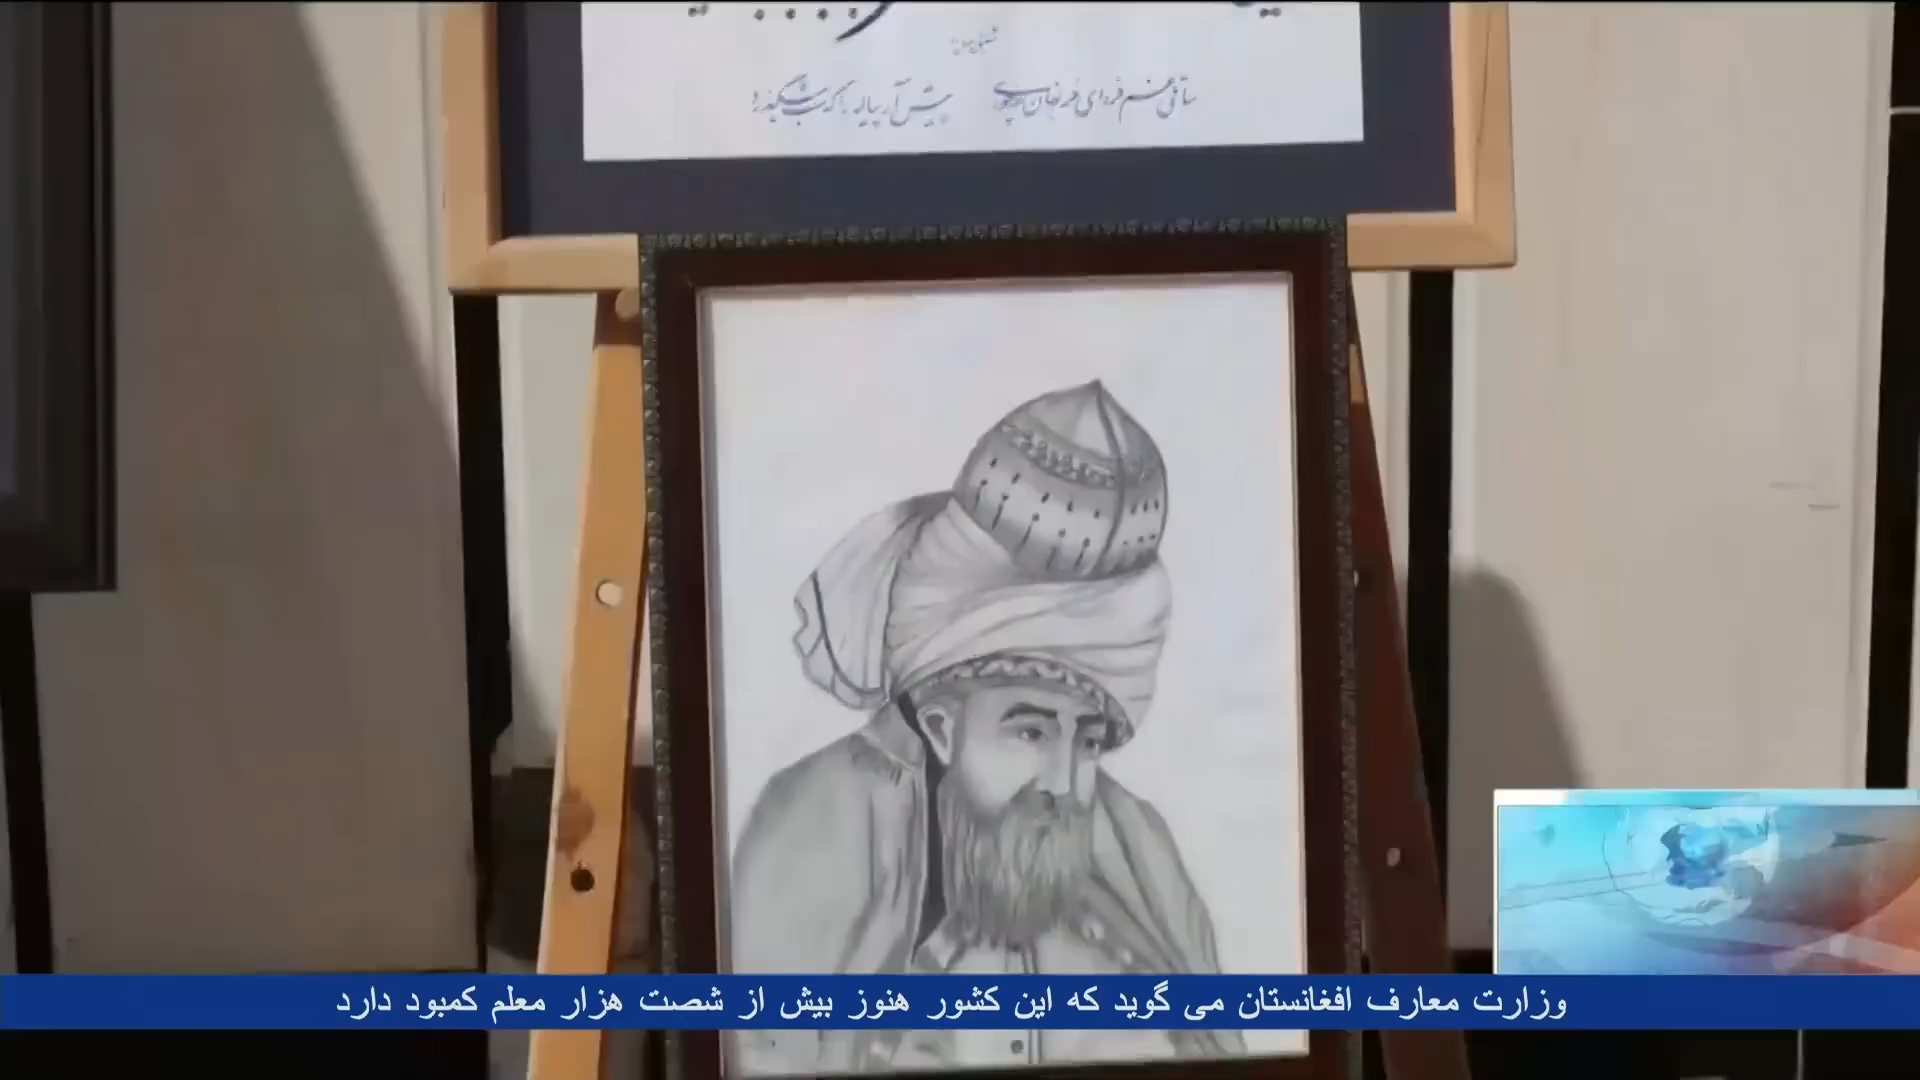 ساقی غم فردای حریفان چه خوری
پیش آر پیاله را که شب میگذرد
وزارت معارف افغانستان می گوید که این کشور هنوز بیش از شصت هزار معلم کمبود دارد